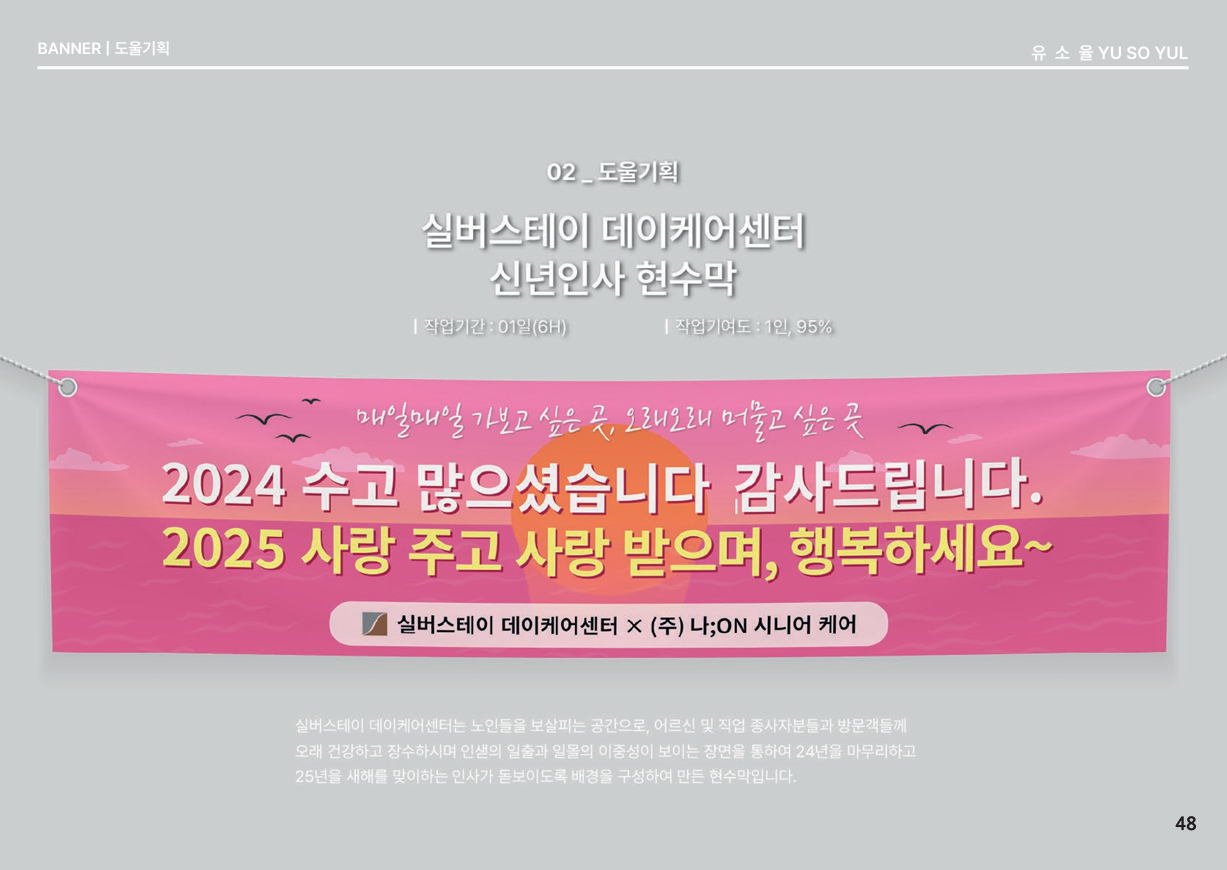 BANNER | 도울기획
유 소 율 YU SO YUL
02 _ 도울기획
실버스테이 데이케어센터
신년인사 현수막
| 작업기간 : 01일(6H)
| 작업기여도 : 1인, 95%
매일매일 가보고 싶은 곳, 오래오래 머물고 싶은 곳
2024 수고 많으셨습니다 감사드립니다.
2025 사랑 주고 사랑 받으며, 행복하세요~
실버스테이 데이케어센터 × (주) 나;ON 시니어 케어
실버스테이 데이케어센터는 노인들을 보살피는 공간으로, 어르신 및 직업 종사자분들과 방문객들께
오래 건강하고 장수하시며 인샏의 일출과 일몰의 이중성이 보이는 장면을 통하여 24년을 마무리하고
25년을 새해를 맞이하는 인사가 돋보이도록 배경을 구성하여 만든 현수막입니다.
48